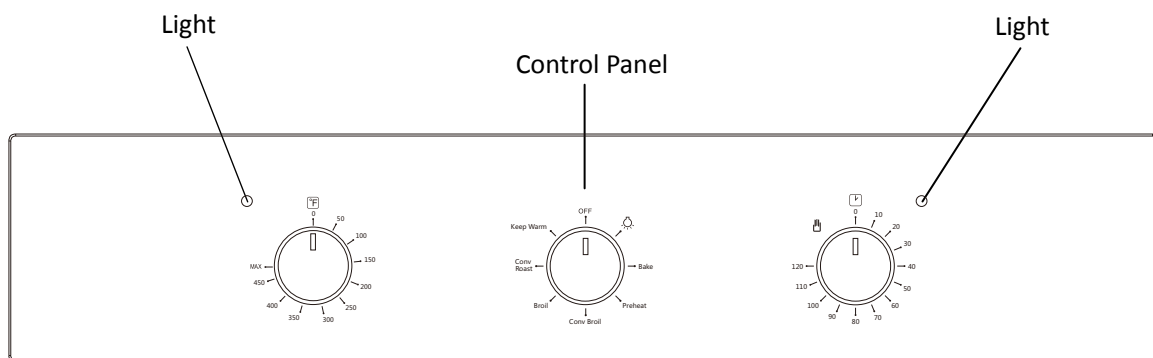 Light
Light
Control Panel
°F
0
50
100
150
200
250
300
350
400
450
MAX
OFF
Bake
Preheat
Conv Broil
Broil
Conv
Roast
Keep Warm
0
10
20
30
40
50
60
70
80
90
100
110
120